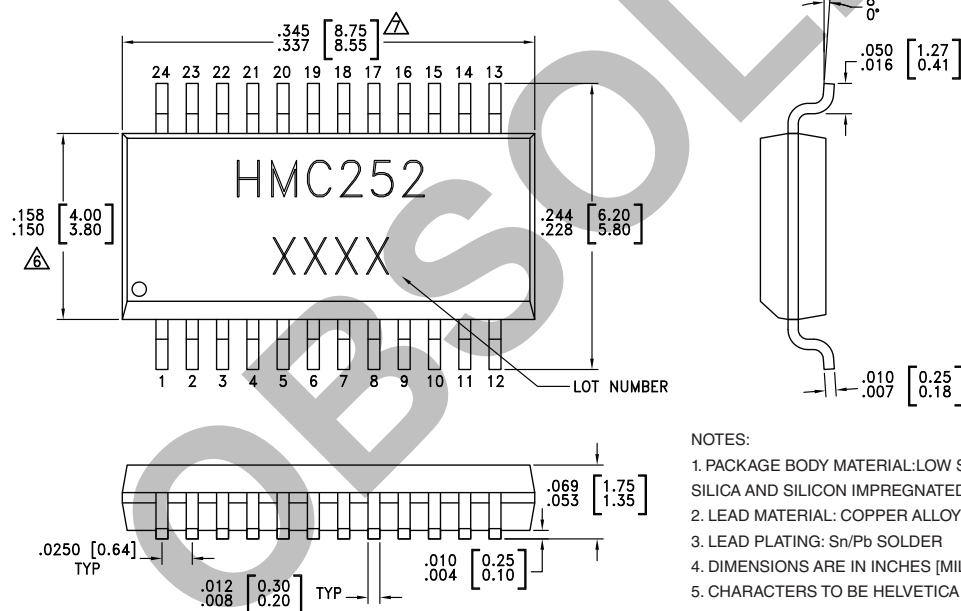 .345 [8.75]
.337 [8.55]
7
24 23 22 21 20 19 18 17 16 15 14 13
HMC252
XXXX
.158 [4.00]
.150 [3.80]
6
.244 [6.20]
.228 [5.80]
0°
.050 [1.27]
.016 [0.41]
1 2 3 4 5 6 7 8 9 10 11 12
LOT NUMBER
.010 [0.25]
.007 [0.18]
.069 [1.75]
.053 [1.35]
.0250 [0.64]
TYP
.012 [0.30]
.008 [0.20]
TYP
.010 [0.25]
.004 [0.10]
NOTES:
1. PACKAGE BODY MATERIAL:LOW
SILICA AND SILICON IMPREGNATED
2. LEAD MATERIAL: COPPER ALLOY
3. LEAD PLATING: Sn/Pb SOLDER
4. DIMENSIONS ARE IN INCHES
5. CHARACTERS TO BE HELVETICA